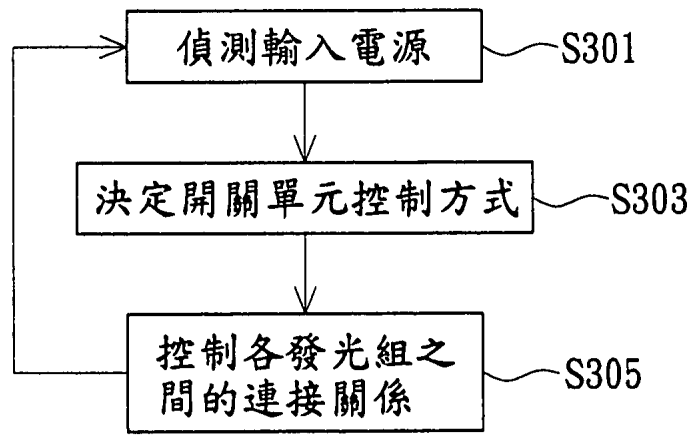 偵測輸入電源
S301
決定開關單元控制方式
S303
控制各發光組之
間的連接關係
S305